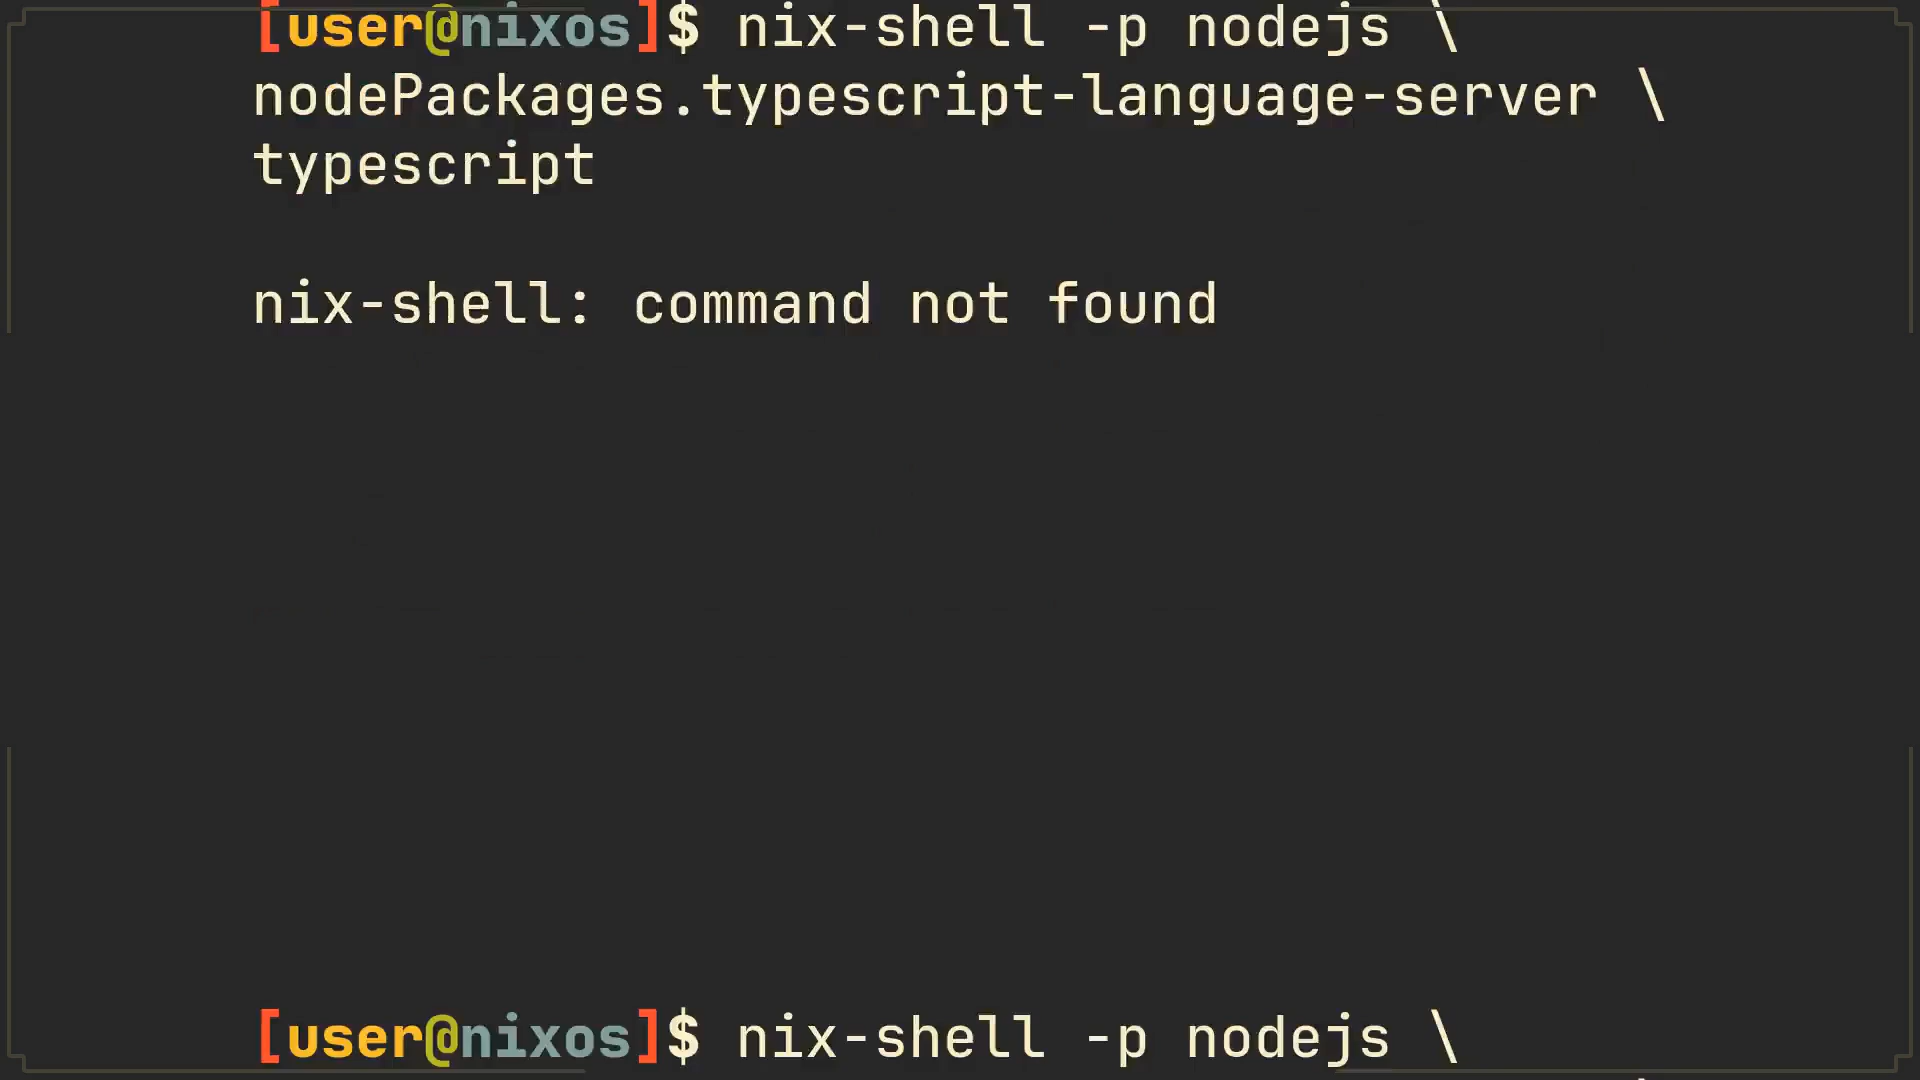 [user@nixos]$ nix-shell -p nodejs \
nodePackages.typescript-language-server \
typescript
nix-shell: command not found
[user@nixos]$ nix-shell -p nodejs \